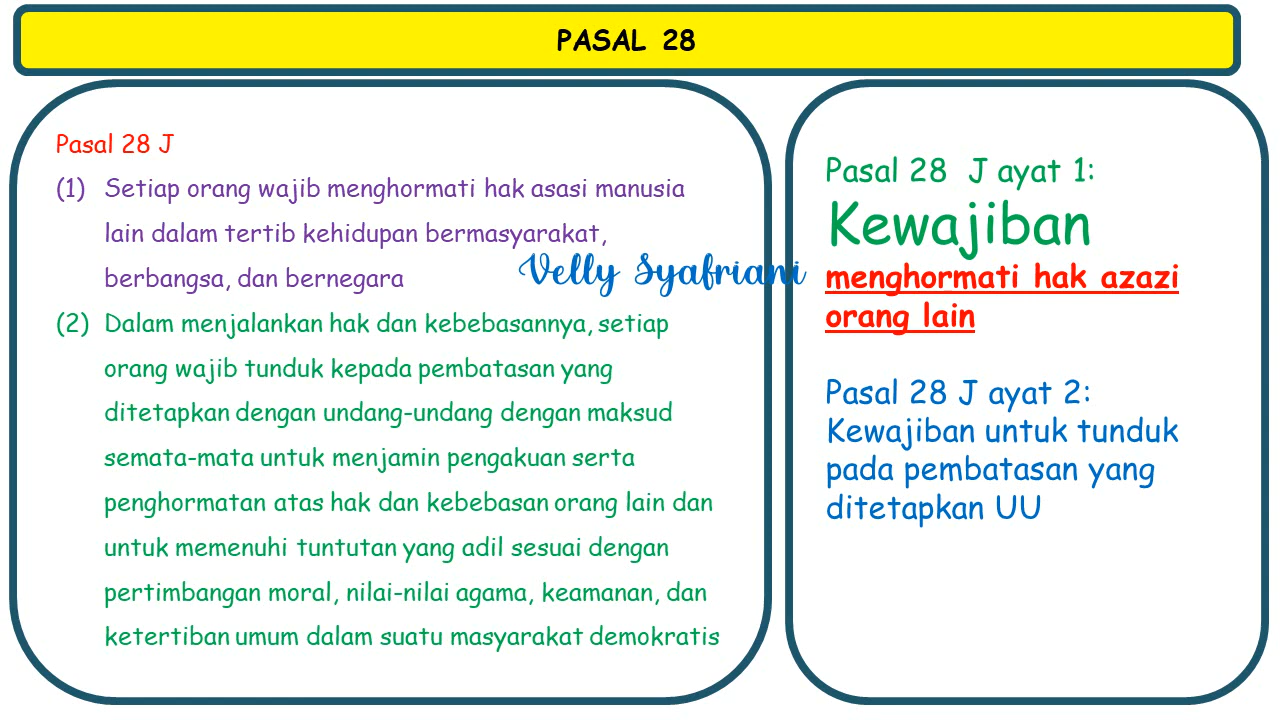 PASAL 28
Pasal 28 J
(1) Setiap orang wajib menghormati hak asasi manusia
lain dalam tertib kehidupan bermasyarakat,
berbangsa, dan bernegara
(2) Dalam menjalankan hak dan kebebasannya, setiap
orang wajib tunduk kepada pembatasan yang
ditetapkan dengan undang-undang dengan maksud
semata-mata untuk menjamin pengakuan serta
penghormatan atas hak dan kebebasan orang lain dan
untuk memenuhi tuntutan yang adil sesuai dengan
pertimbangan moral, nilai-nilai agama, keamanan, dan
ketertiban umum dalam suatu masyarakat demokratis
Velly Syafriani
Pasal 28 J ayat 1:
Kewajiban
menghormati hak azazi
orang lain
Pasal 28 J ayat 2:
Kewajiban untuk tunduk
pada pembatasan yang
ditetapkan UU